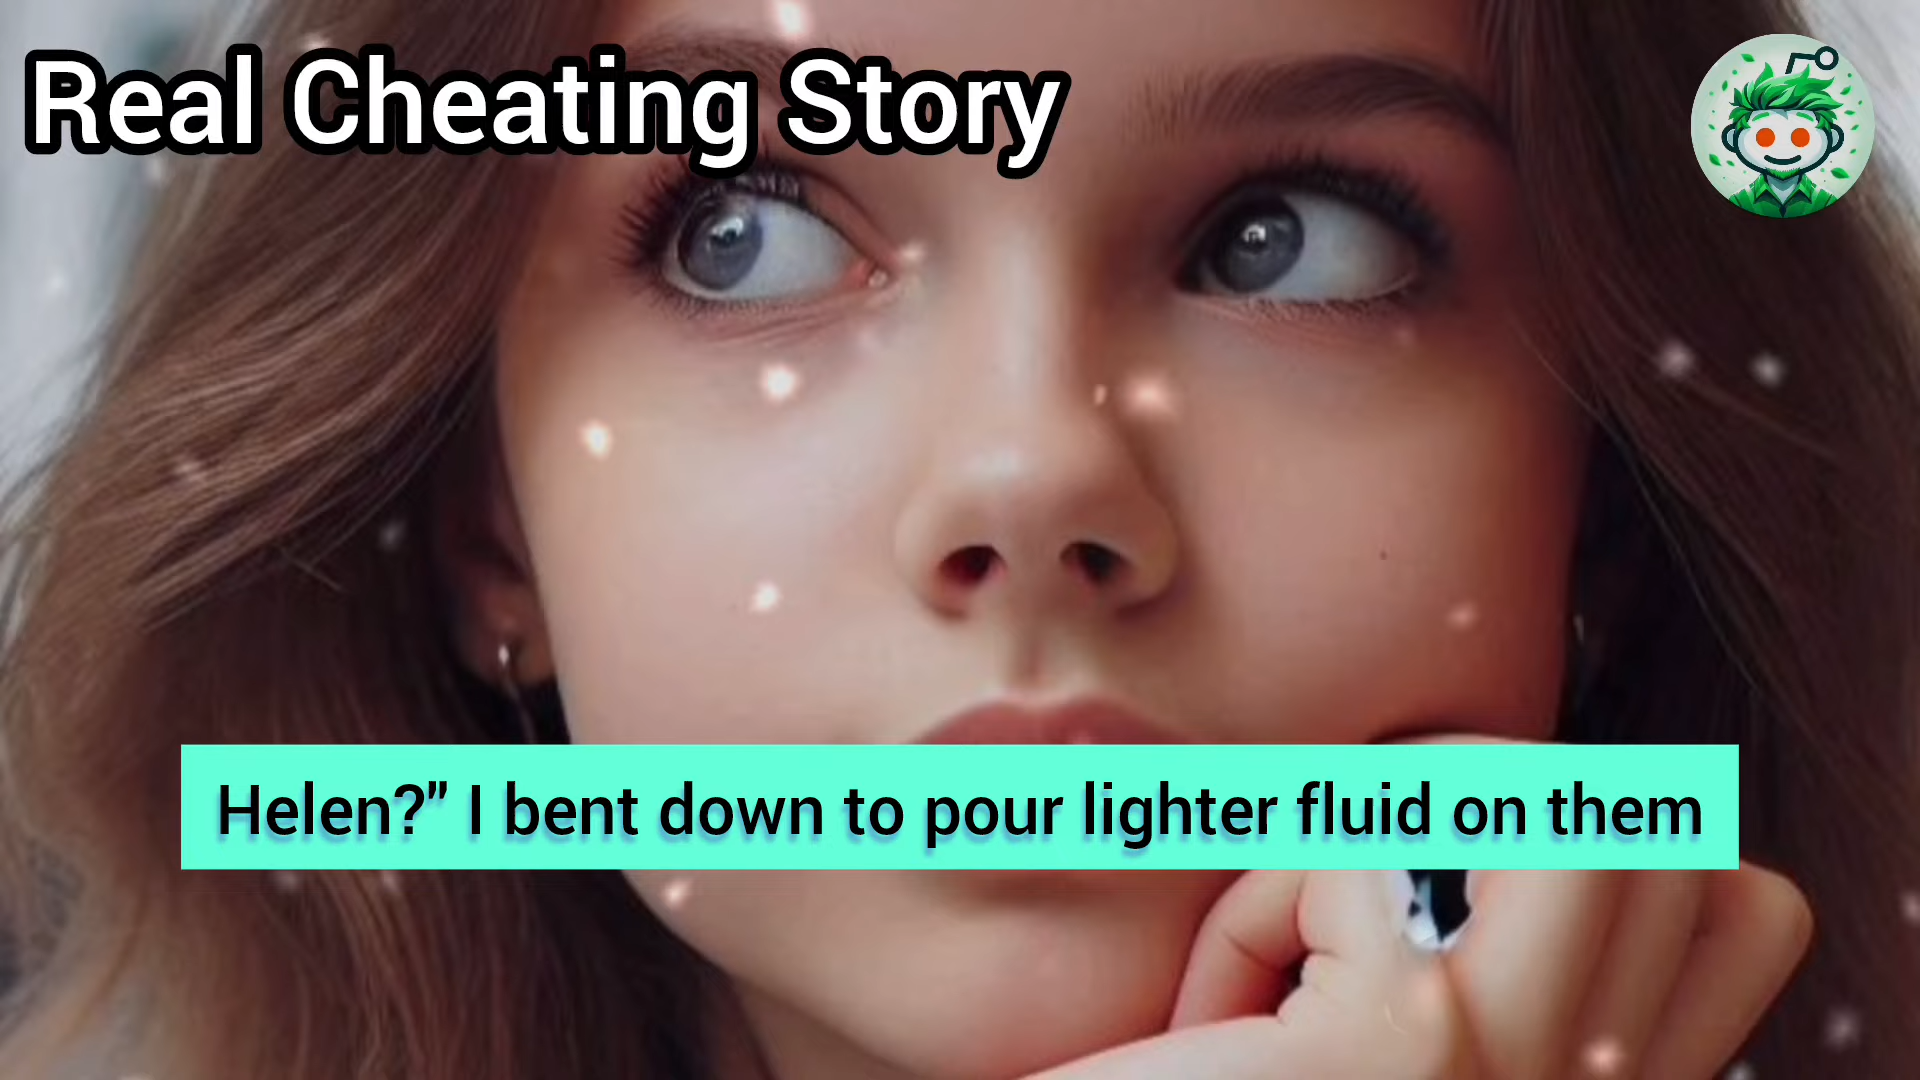 Real Cheating Story
Helen?" I bent down to pour lighter fluid on them